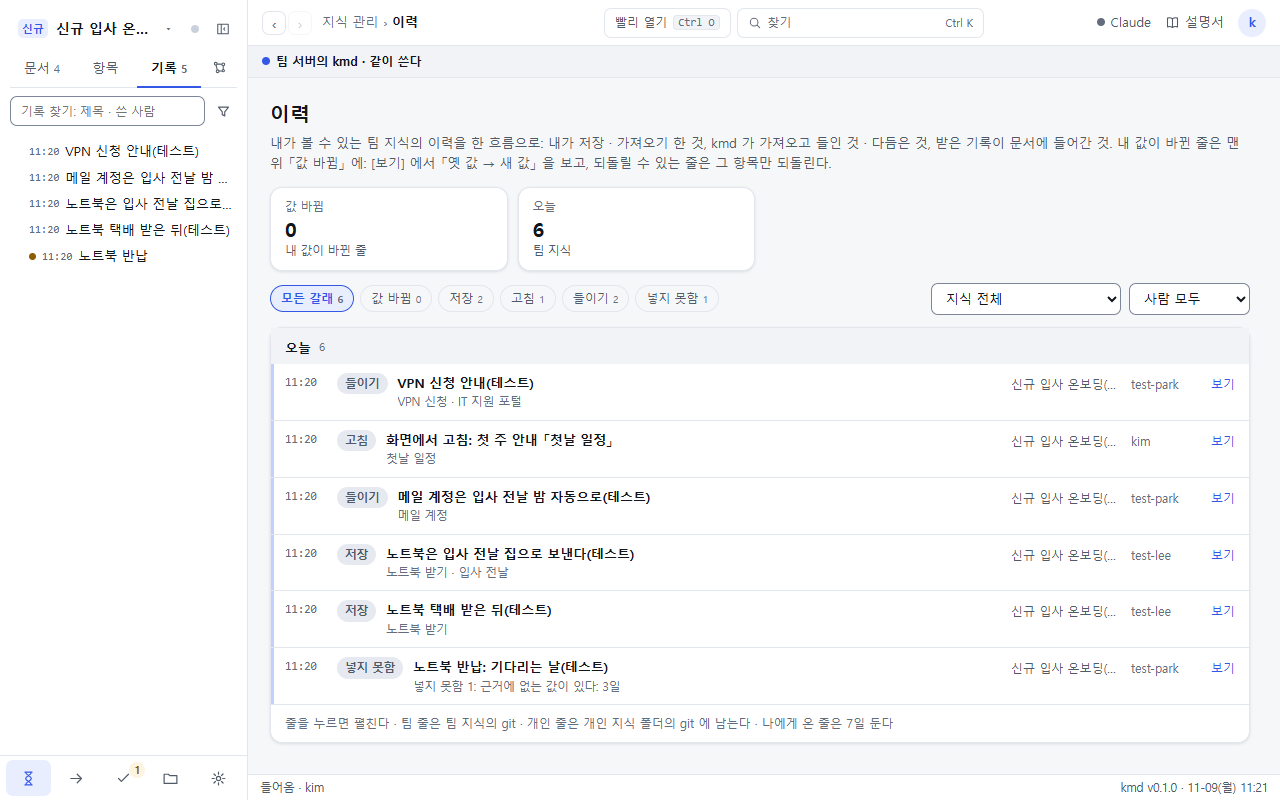 신규 신규 입사 온...
문서 4 항목 기록 5
기록 찾기: 제목 · 쓴 사람
11:20 VPN 신청 안내(테스트)
11:20 메일 계정은 입사 전날 밤 ...
11:20 노트북은 입사 전날 집으로...
11:20 노트북 택배 받은 뒤(테스트)
11:20 노트북 반납
1
‹ › 지식 관리 › 이력
빨리 열기 Ctrl O
찾기 Ctrl K
Claude 설명서 k
팀 서버의 kmd · 같이 쓴다
이력
내가 볼 수 있는 팀 지식의 이력을 한 흐름으로: 내가 저장 · 가져오기 한 것, kmd 가 가져오고 들인 것 · 다듬은 것, 받은 기록이 문서에 들어간 것. 내 값이 바뀐 줄은 맨
위 「값 바뀜」에: [보기] 에서 「옛 값 → 새 값」을 보고, 되돌릴 수 있는 줄은 그 항목만 되돌린다.
값 바뀜
0
내 값이 바뀐 줄
오늘
6
팀 지식
모든 갈래 6 값 바뀜 0 저장 2 고침 1 들이기 2 넣지 못함 1
지식 전체 사람 모두
오늘 6
11:20 들이기 VPN 신청 안내(테스트) 신규 입사 온보딩(... test-park 보기
VPN 신청 · IT 지원 포털
11:20 고침 화면에서 고침: 첫 주 안내 「첫날 일정」 신규 입사 온보딩(... kim 보기
첫날 일정
11:20 들이기 메일 계정은 입사 전날 밤 자동으로(테스트) 신규 입사 온보딩(... test-park 보기
메일 계정
11:20 저장 노트북은 입사 전날 집으로 보낸다(테스트) 신규 입사 온보딩(... test-lee 보기
노트북 받기 · 입사 전날
11:20 저장 노트북 택배 받은 뒤(테스트) 신규 입사 온보딩(... test-lee 보기
노트북 받기
11:20 넣지 못함 노트북 반납: 기다리는 날(테스트) 신규 입사 온보딩(... test-park 보기
넣지 못함 1: 근거에 없는 값이 있다: 3일
줄을 누르면 펼친다 · 팀 줄은 팀 지식의 git · 개인 줄은 개인 지식 폴더의 git 에 남는다 · 나에게 온 줄은 7일 둔다
들어옴 · kim
kmd v0.1.0 · 11-09(월) 11:21